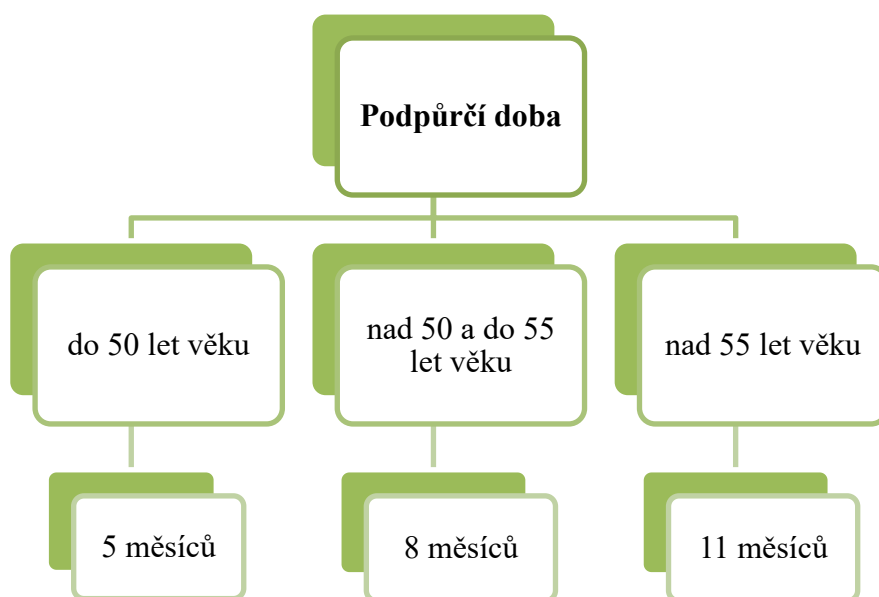 Podpůrčí doba
do 50 let věku
nad 50 a do 55
let věku
nad 55 let věku
5 měsíců
8 měsíců
11 měsíců